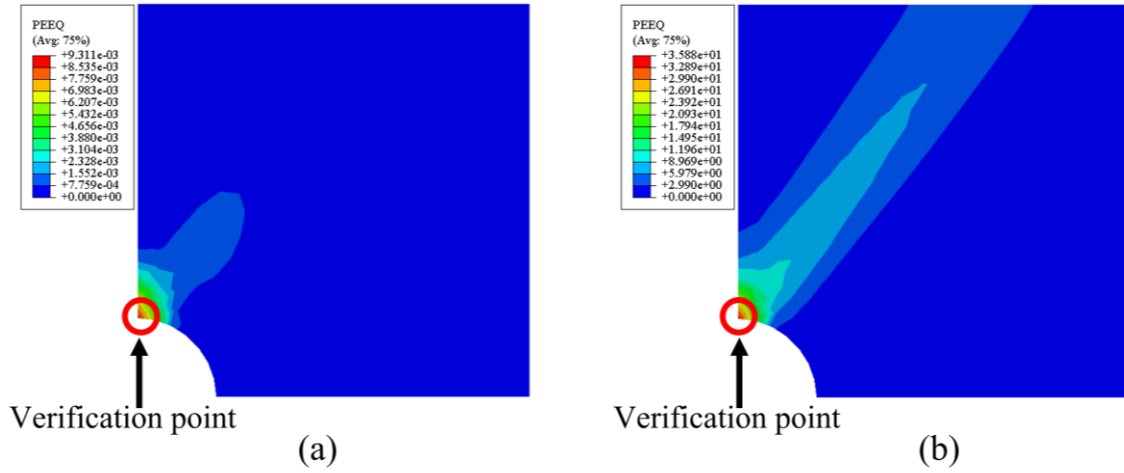 PEEQ
(Avg: 75%)
+9.311e-03
+8.535e-03
+7.759e-03
+6.983e-03
+6.207e-03
+5.432e-03
+4.656e-03
+3.880e-03
+3.104e-03
+2.328e-03
+1.552e-03
+7.759e-04
+0.000e+00
Verification point
(a)
PEEQ
(Avg: 75%)
+3.588e+01
+3.289e+01
+2.990e+01
+2.691e+01
+2.392e+01
+2.093e+01
+1.794e+01
+1.495e+01
+1.196e+01
+8.969e+00
+5.979e+00
+2.990e+00
+0.000e+00
Verification point
(b)